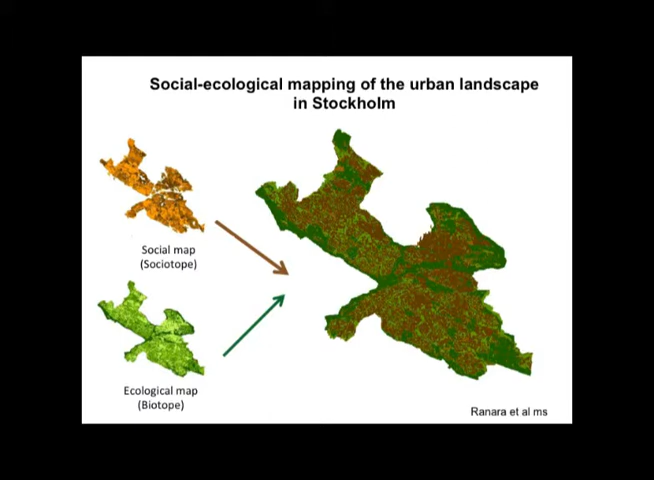 Social-ecological mapping of the urban landscape
in Stockholm
Social map
(Sociotope)
Ecological map
(Biotope)
Ranara et al ms